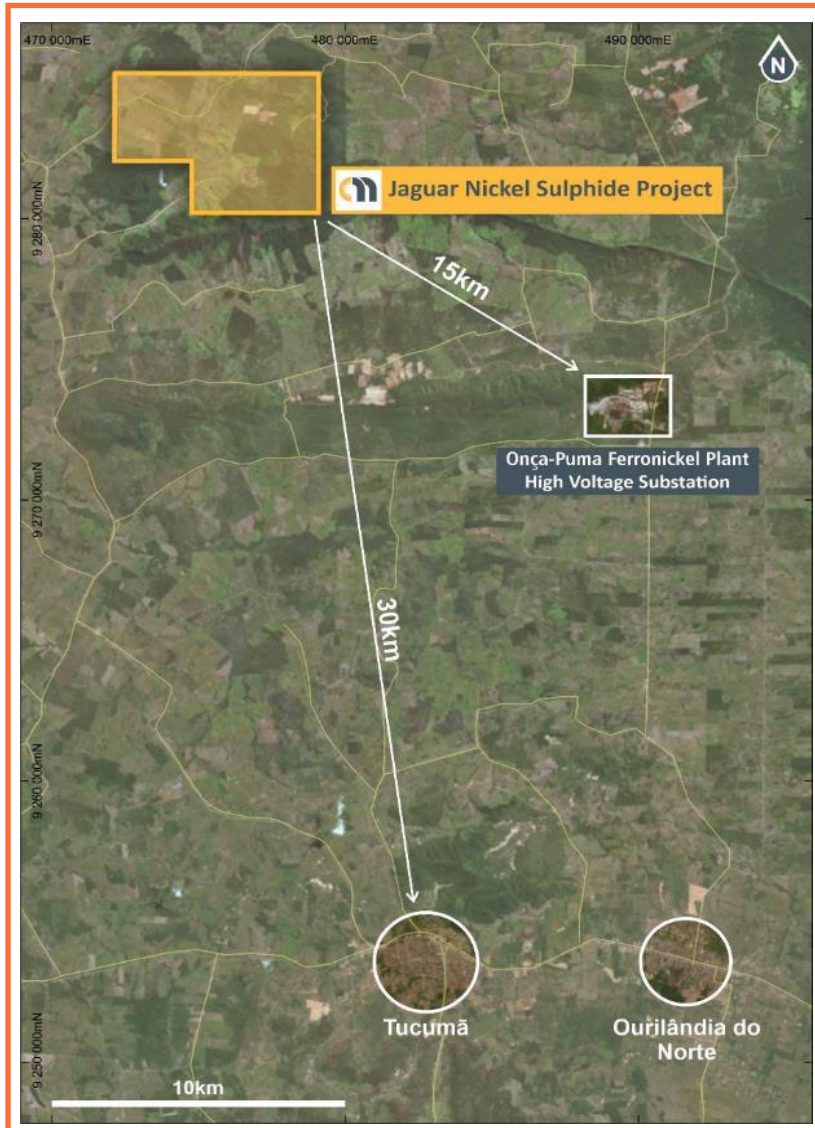 470 000mE
480 000mE
490 000mE
N
Jaguar Nickel Sulphide Project
9 280 000mN
15km
Onça-Puma Ferronickel Plant
High Voltage Substation
9 270 000mN
30km
9 260 000mN
Tucumã
Ourilândia do
Norte
9 250 000mN
10km